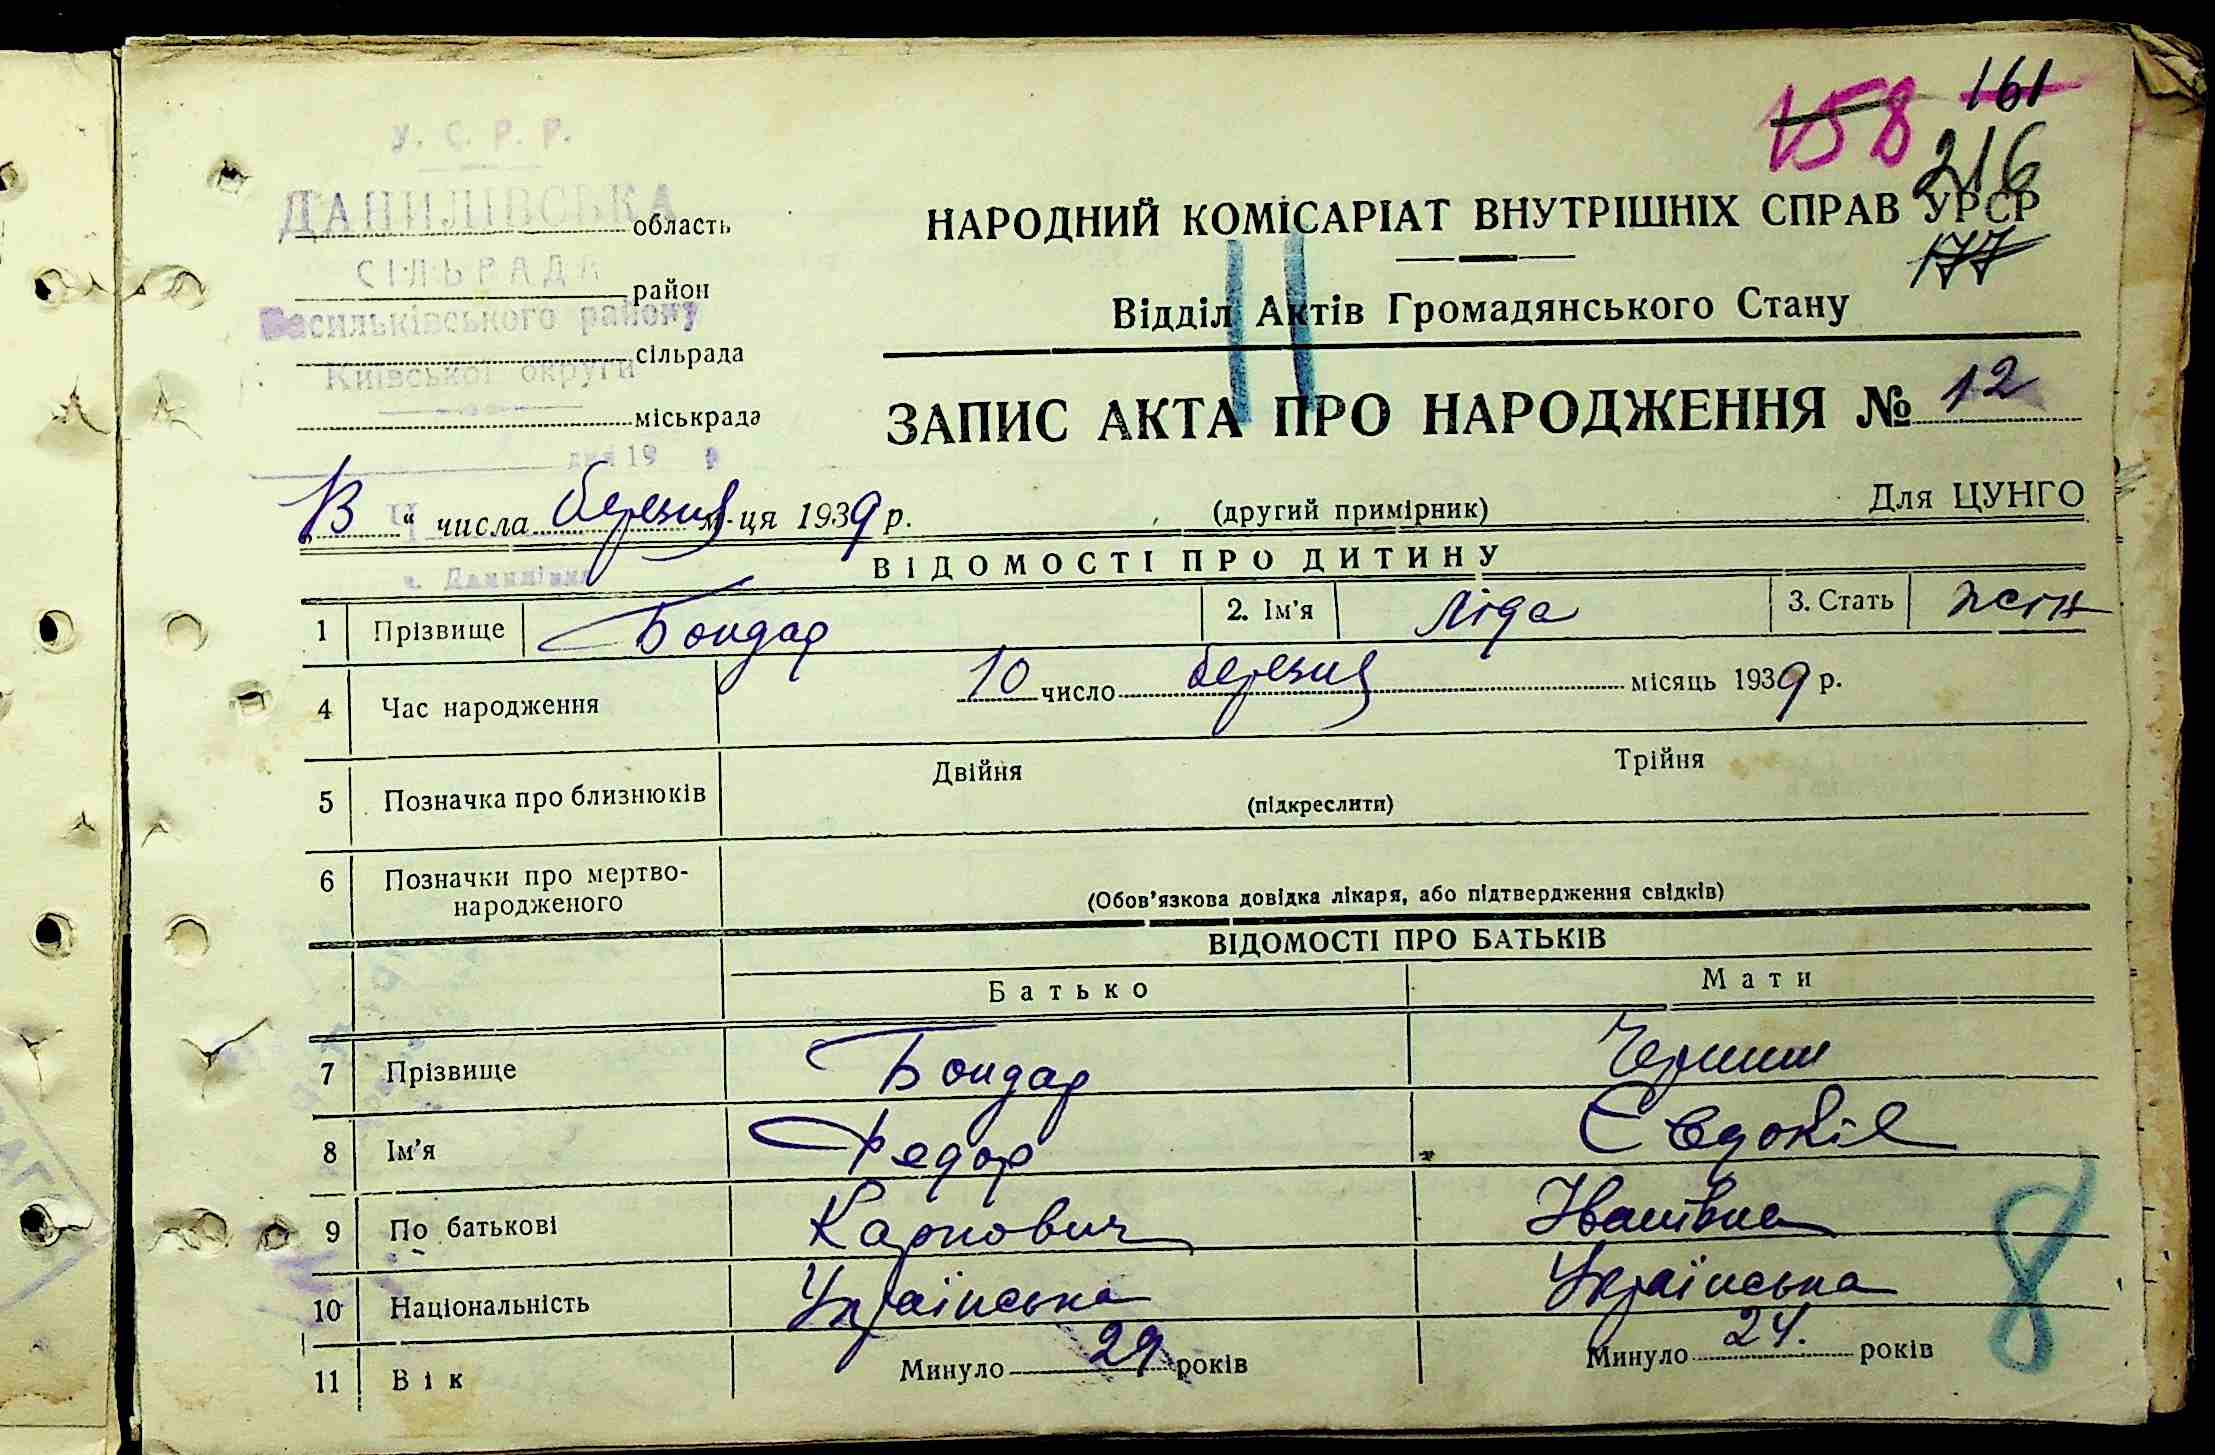 158 161
216
У. С. Р. Р.
ДАНИЛІВСЬКА область
НАРОДНИЙ КОМІСАРІАТ ВНУТРІШНІХ СПРАВ УРСР
177
СІЛЬРАДА район
Відділ Актів Громадянського Стану
Васильківського району
сільрада
Київської округи
міськрада
ЗАПИС АКТА ПРО НАРОДЖЕННЯ № 12
дня 19 р
„13“ числа березня м-ця 1939 р.
(другий примірник)
Для ЦУНГО
с. Данилівка
ВІДОМОСТІ ПРО ДИТИНУ
1 Прізвище Бондар 2. Ім'я Ліда 3. Стать жін
4 Час народження 10 число березня місяць 1939 р.
5 Позначка про близнюків Двійня Трійня
(підкреслити)
6 Позначки про мертво-
народженого
(Обов'язкова довідка лікаря, або підтвердження свідків)
ВІДОМОСТІ ПРО БАТЬКІВ
Батько Мати
7 Прізвище Бондар
8 Ім'я Федор Євдокія
9 По батькові Карпович Іванівна
10 Національність Українська Українська
11 Вік Минуло 29 років Минуло 24. років
8